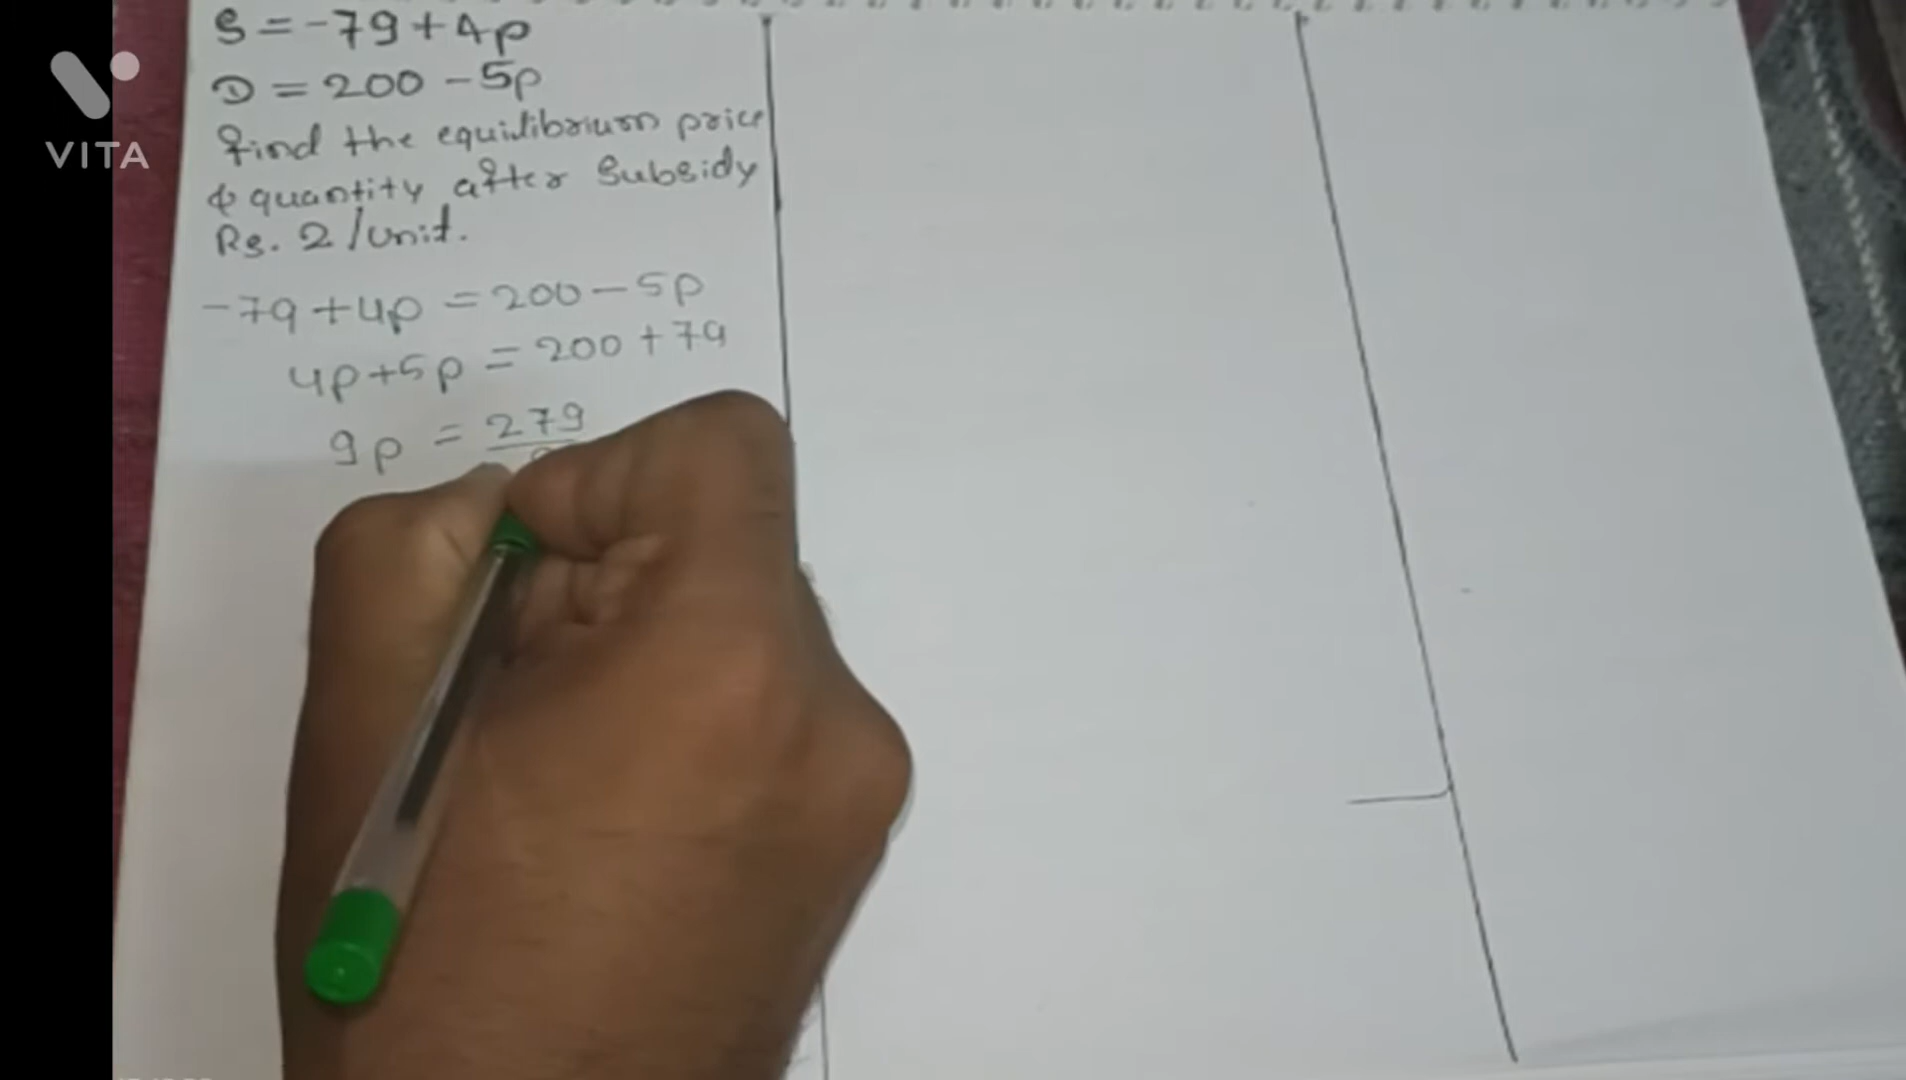 VITA
S = -79 + 4p
D = 200 - 5p
find the equilibrium price
& quantity after subsidy
Rs. 2/unit.
-79 + 4p = 200 - 5p
4p + 5p = 200 + 79
9p = 279